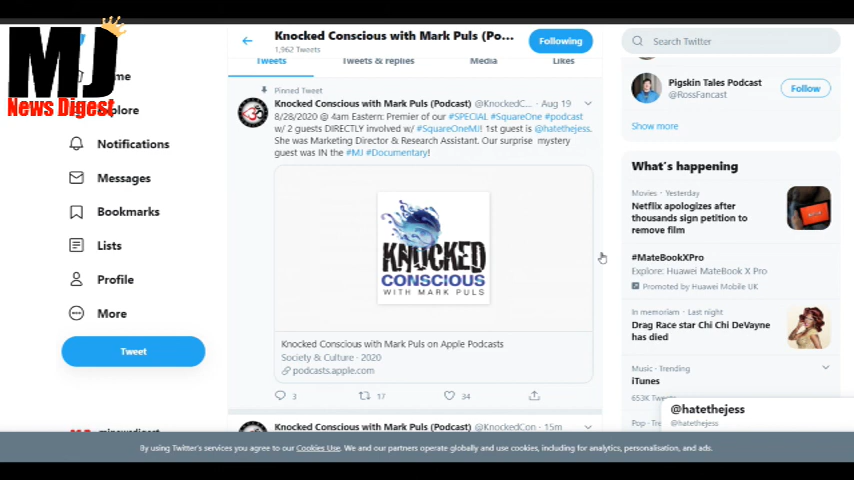 MJ
News Digest
ome
plore
Notifications
Messages
Bookmarks
Lists
Profile
More
Tweet
Knocked Conscious with Mark Puls (Po...
1,962 Tweets
Following
Tweets
Tweets & replies
Media
Likes
Pinned Tweet
Knocked Conscious with Mark Puls (Podcast) @KnockedC... · Aug 19
8/28/2020 @ 4am Eastern: Premier of our #SPECIAL #SquareOne #podcast
w/ 2 guests DIRECTLY involved w/ #SquareOneMJ! 1st guest is @hatethejess.
She was Marketing Director & Research Assistant. Our surprise mystery
guest was IN the #MJ #Documentary!
KNOCKED
CONSCIOUS
WITH MARK PULS
Knocked Conscious with Mark Puls on Apple Podcasts
Society & Culture · 2020
podcasts.apple.com
3
17
34
Knocked Conscious with Mark Puls (Podcast) @KnockedCon · 15m
Search Twitter
Pigskin Tales Podcast
@RossFancast
Follow
Show more
What's happening
Movies · Yesterday
Netflix apologizes after
thousands sign petition to
remove film
#MateBookXPro
Explore: Huawei MateBook X Pro
Promoted by Huawei Mobile UK
In memoriam · Last night
Drag Race star Chi Chi DeVayne
has died
Music · Trending
iTunes
653K Twe
@hatethejess
@hatethejess
Pop · Tre
By using Twitter's services you agree to our Cookies Use. We and our partners operate globally and use cookies, including for analytics, personalisation, and ads.